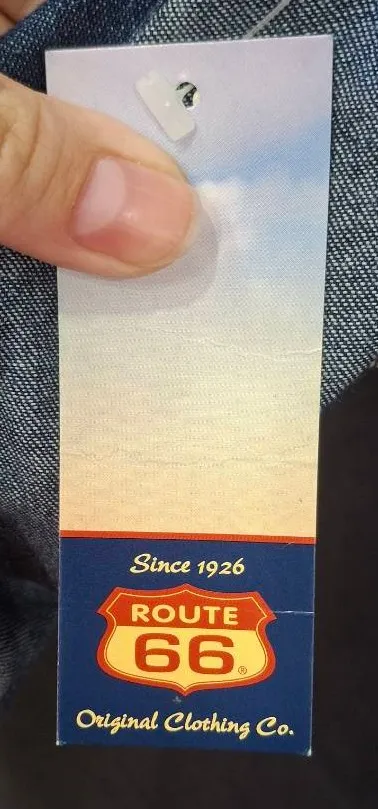 Since 1926
ROUTE
66®
Original Clothing Co.